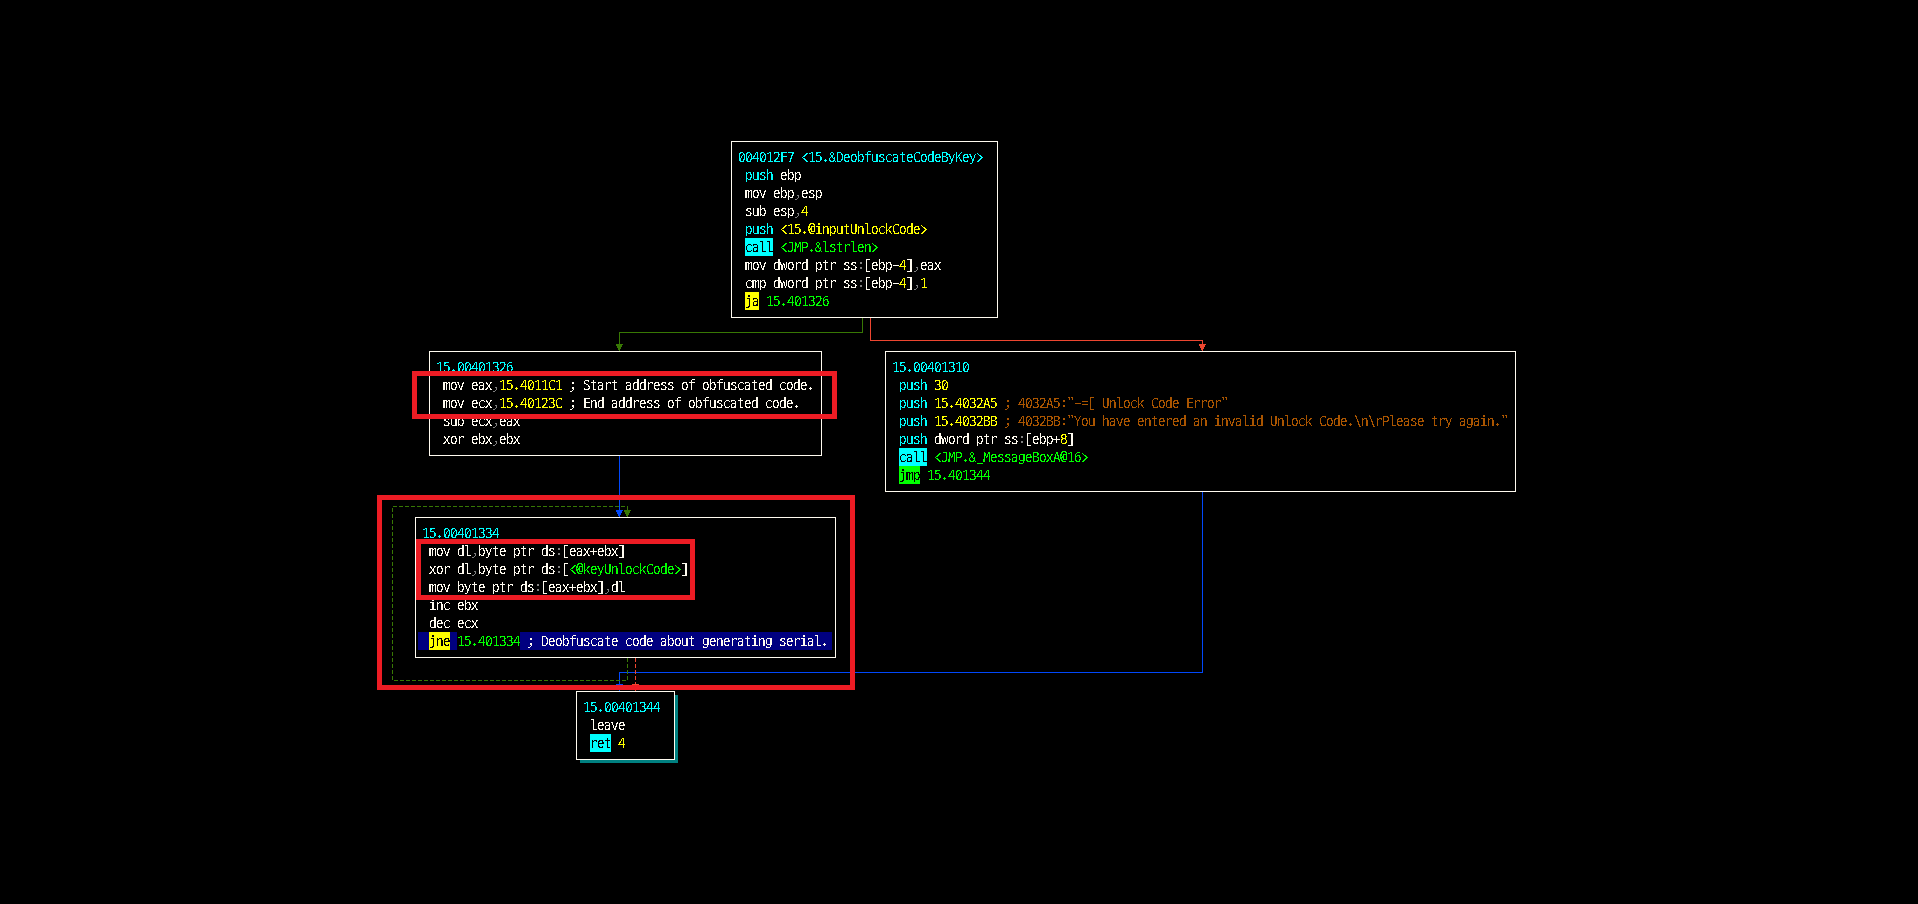 004012F7 <15.&DeobfuscateCodeByKey>
push ebp
mov ebp,esp
sub esp,4
push <15.@inputUnlockCode>
call <JMP.&lstrlen>
mov dword ptr ss:[ebp-4],eax
cmp dword ptr ss:[ebp-4],1
ja 15.401326
15.00401326
mov eax,15.4011C1 ; Start address of obfuscated code.
mov ecx,15.40123C ; End address of obfuscated code.
sub ecx,eax
xor ebx,ebx
15.00401310
push 30
push 15.4032A5 ; 4032A5:"-=[ Unlock Code Error"
push 15.4032BB ; 4032BB:"You have entered an invalid Unlock Code.\n\rPlease try again."
push dword ptr ss:[ebp+8]
call <JMP.&_MessageBoxA@16>
jmp 15.401344
15.00401334
mov dl,byte ptr ds:[eax+ebx]
xor dl,byte ptr ds:[<@keyUnlockCode>]
mov byte ptr ds:[eax+ebx],dl
inc ebx
dec ecx
jne 15.401334 ; Deobfuscate code about generating serial.
15.00401344
leave
ret 4